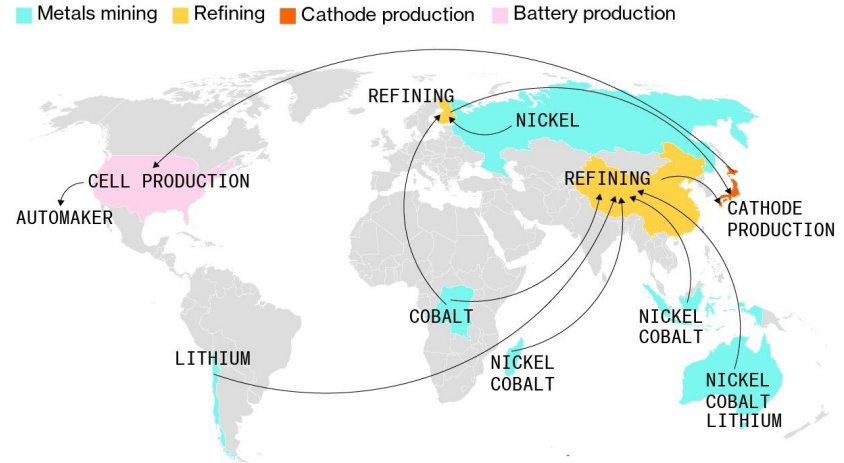 Metals mining
Refining
Cathode production
Battery production
REFINING
NICKEL
CELL PRODUCTION
REFINING
AUTOMAKER
CATHODE
PRODUCTION
COBALT
NICKEL
COBALT
LITHIUM
NICKEL
COBALT
NICKEL
COBALT
LITHIUM